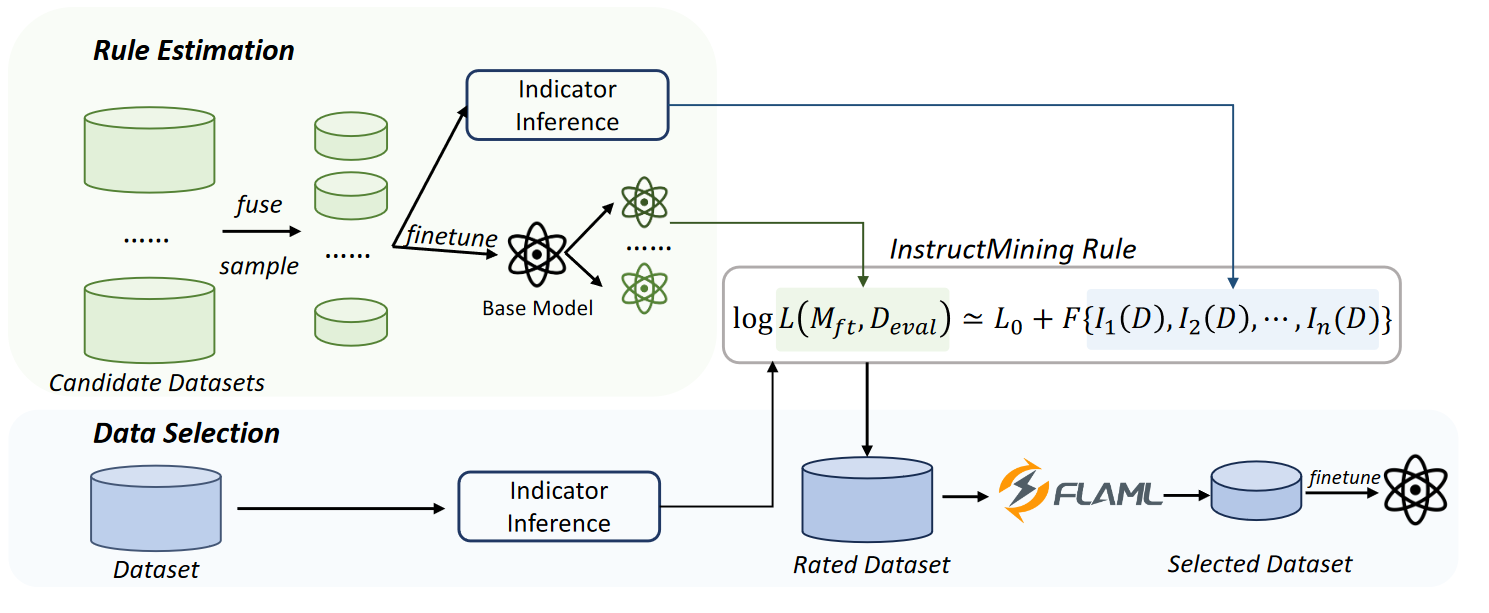 Rule Estimation
Indicator
Inference
fuse
......
sample
......
finetune
......
Base Model
Candidate Datasets
InstructMining Rule
log L(M_ft, D_eval) ≃ L_0 + F{I_1(D), I_2(D), ⋯, I_n(D)}
Data Selection
Dataset
Indicator
Inference
Rated Dataset
FLAML
Selected Dataset
finetune